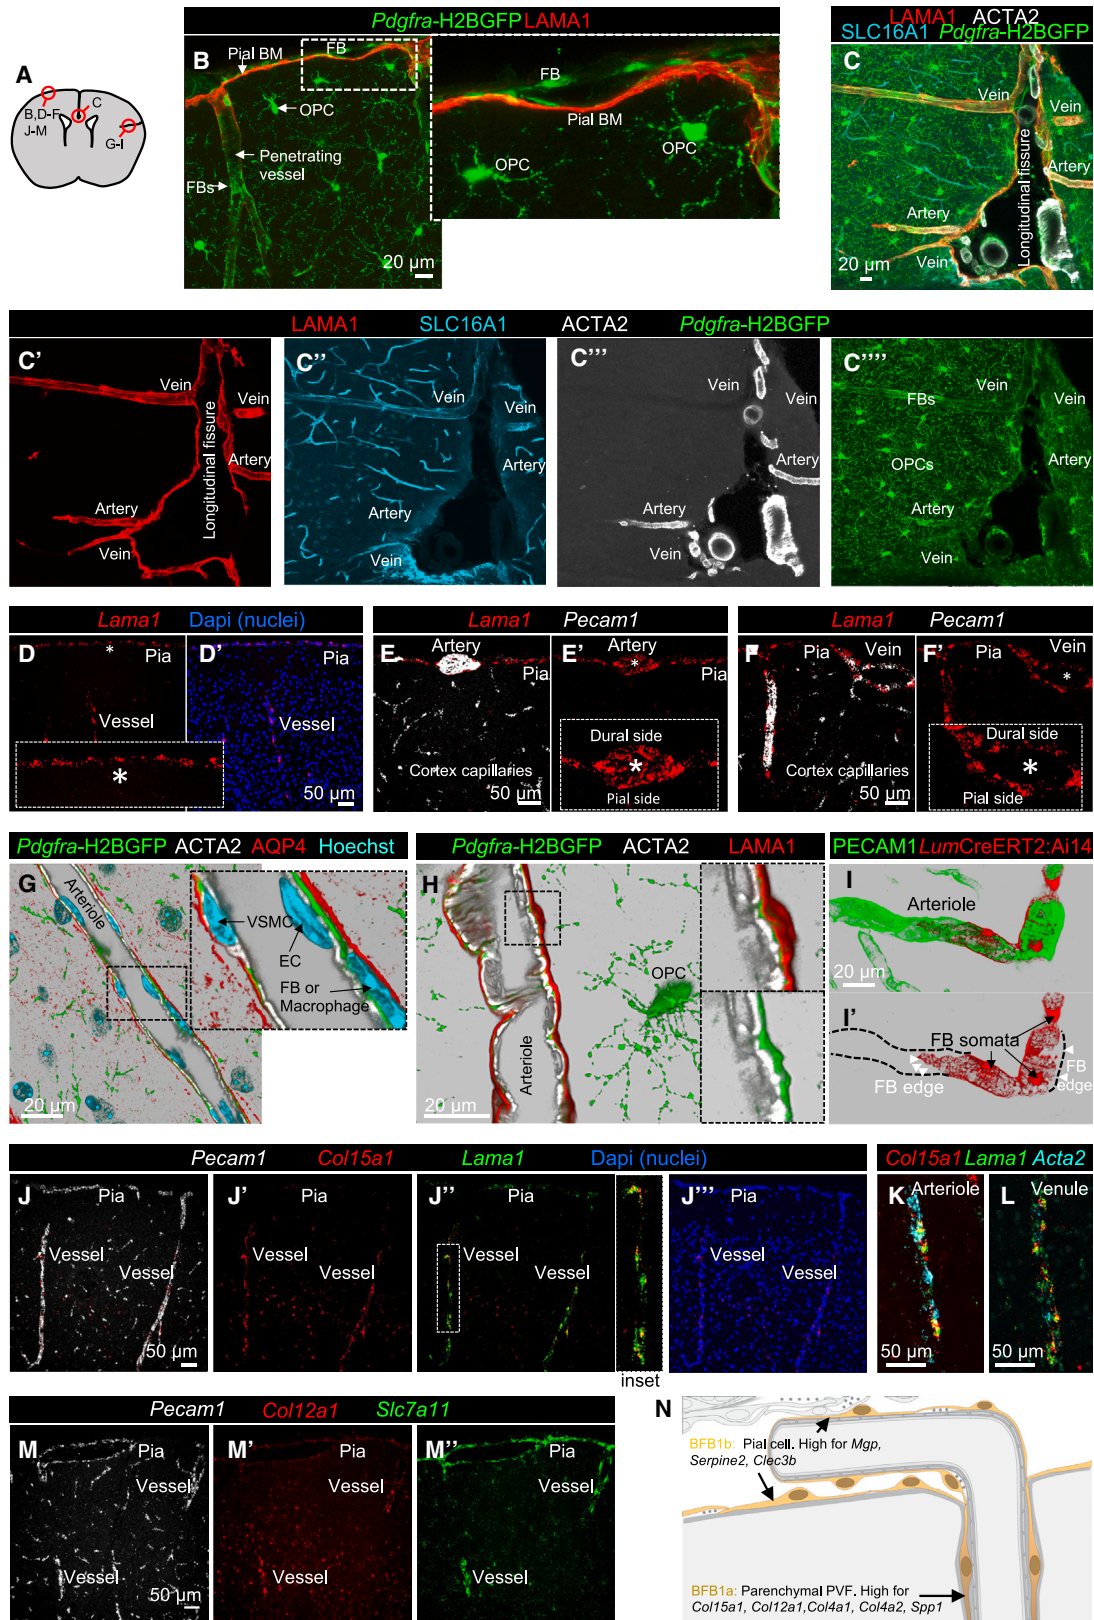 A
B,D-F
J-M
C
G-I
Pdgfra-H2BGFP LAMA1
B
Pial BM
FB
OPC
Penetrating
vessel
FBs
20 µm
FB
Pial BM
OPC
OPC
LAMA1 ACTA2
SLC16A1 Pdgfra-H2BGFP
C
Vein
Vein
Artery
Vein
Longitudinal fissure
20 µm
LAMA1 SLC16A1 ACTA2 Pdgfra-H2BGFP
C'
Vein
Vein
Longitudinal fissure
Artery
Artery
Vein
C''
Vein
Vein
Artery
Artery
Vein
C'''
Vein
Vein
Artery
Artery
Vein
C''''
FBs
Vein
OPCs
Artery
Artery
Vein
Lama1 Dapi (nuclei)
D
*
Pia
Vessel
*
D'
Vessel
50 µm
Lama1 Pecam1
E
Artery
Cortex capillaries
50 µm
E'
Artery
*
Pia
Dural side
*
Pial side
Lama1 Pecam1
F
Pia
Vein
Cortex capillaries
50 µm
F'
Pia
Vein
*
Dural side
*
Pial side
Pdgfra-H2BGFP ACTA2 AQP4 Hoechst
G
Arteriole
VSMC
EC
FB or
Macrophage
20 µm
Pdgfra-H2BGFP ACTA2 LAMA1
H
OPC
Arteriole
20 µm
PECAM1 LumCreERT2:Ai14
I
Arteriole
20 µm
I'
FB somata
FB edge
FB
edge
Pecam1 Col15a1 Lama1 Dapi (nuclei)
J
Pia
Vessel
Vessel
50 µm
J'
Vessel
Vessel
J''
Pia
Vessel
Vessel
inset
J'''
Pia
Vessel
Vessel
Col15a1 Lama1 Acta2
K
Arteriole
50 µm
L
Venule
50 µm
Pecam1 Col12a1 Slc7a11
M
Pia
Vessel
Vessel
50 µm
M'
Pia
Vessel
Vessel
M''
Pia
Vessel
Vessel
N
BFB1b: Pial cell. High for Mgp,
Serpine2, Clec3b
BFB1a: Parenchymal PVF. High for
Col15a1, Col12a1,Col4a1, Col4a2, Spp1